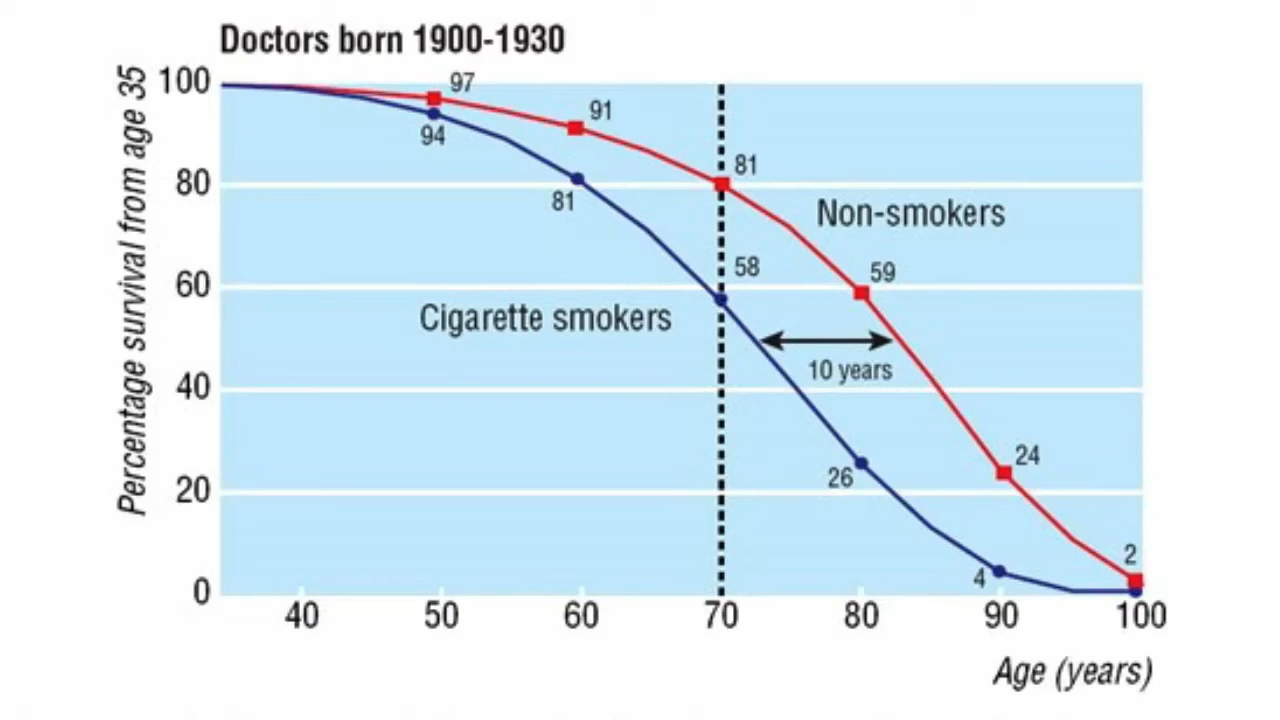 Doctors born 1900-1930
Percentage survival from age 35
100
80
60
40
20
0
97
94
91
81
81
58
59
26
24
4
2
Non-smokers
Cigarette smokers
10 years
40 50 60 70 80 90 100
Age (years)